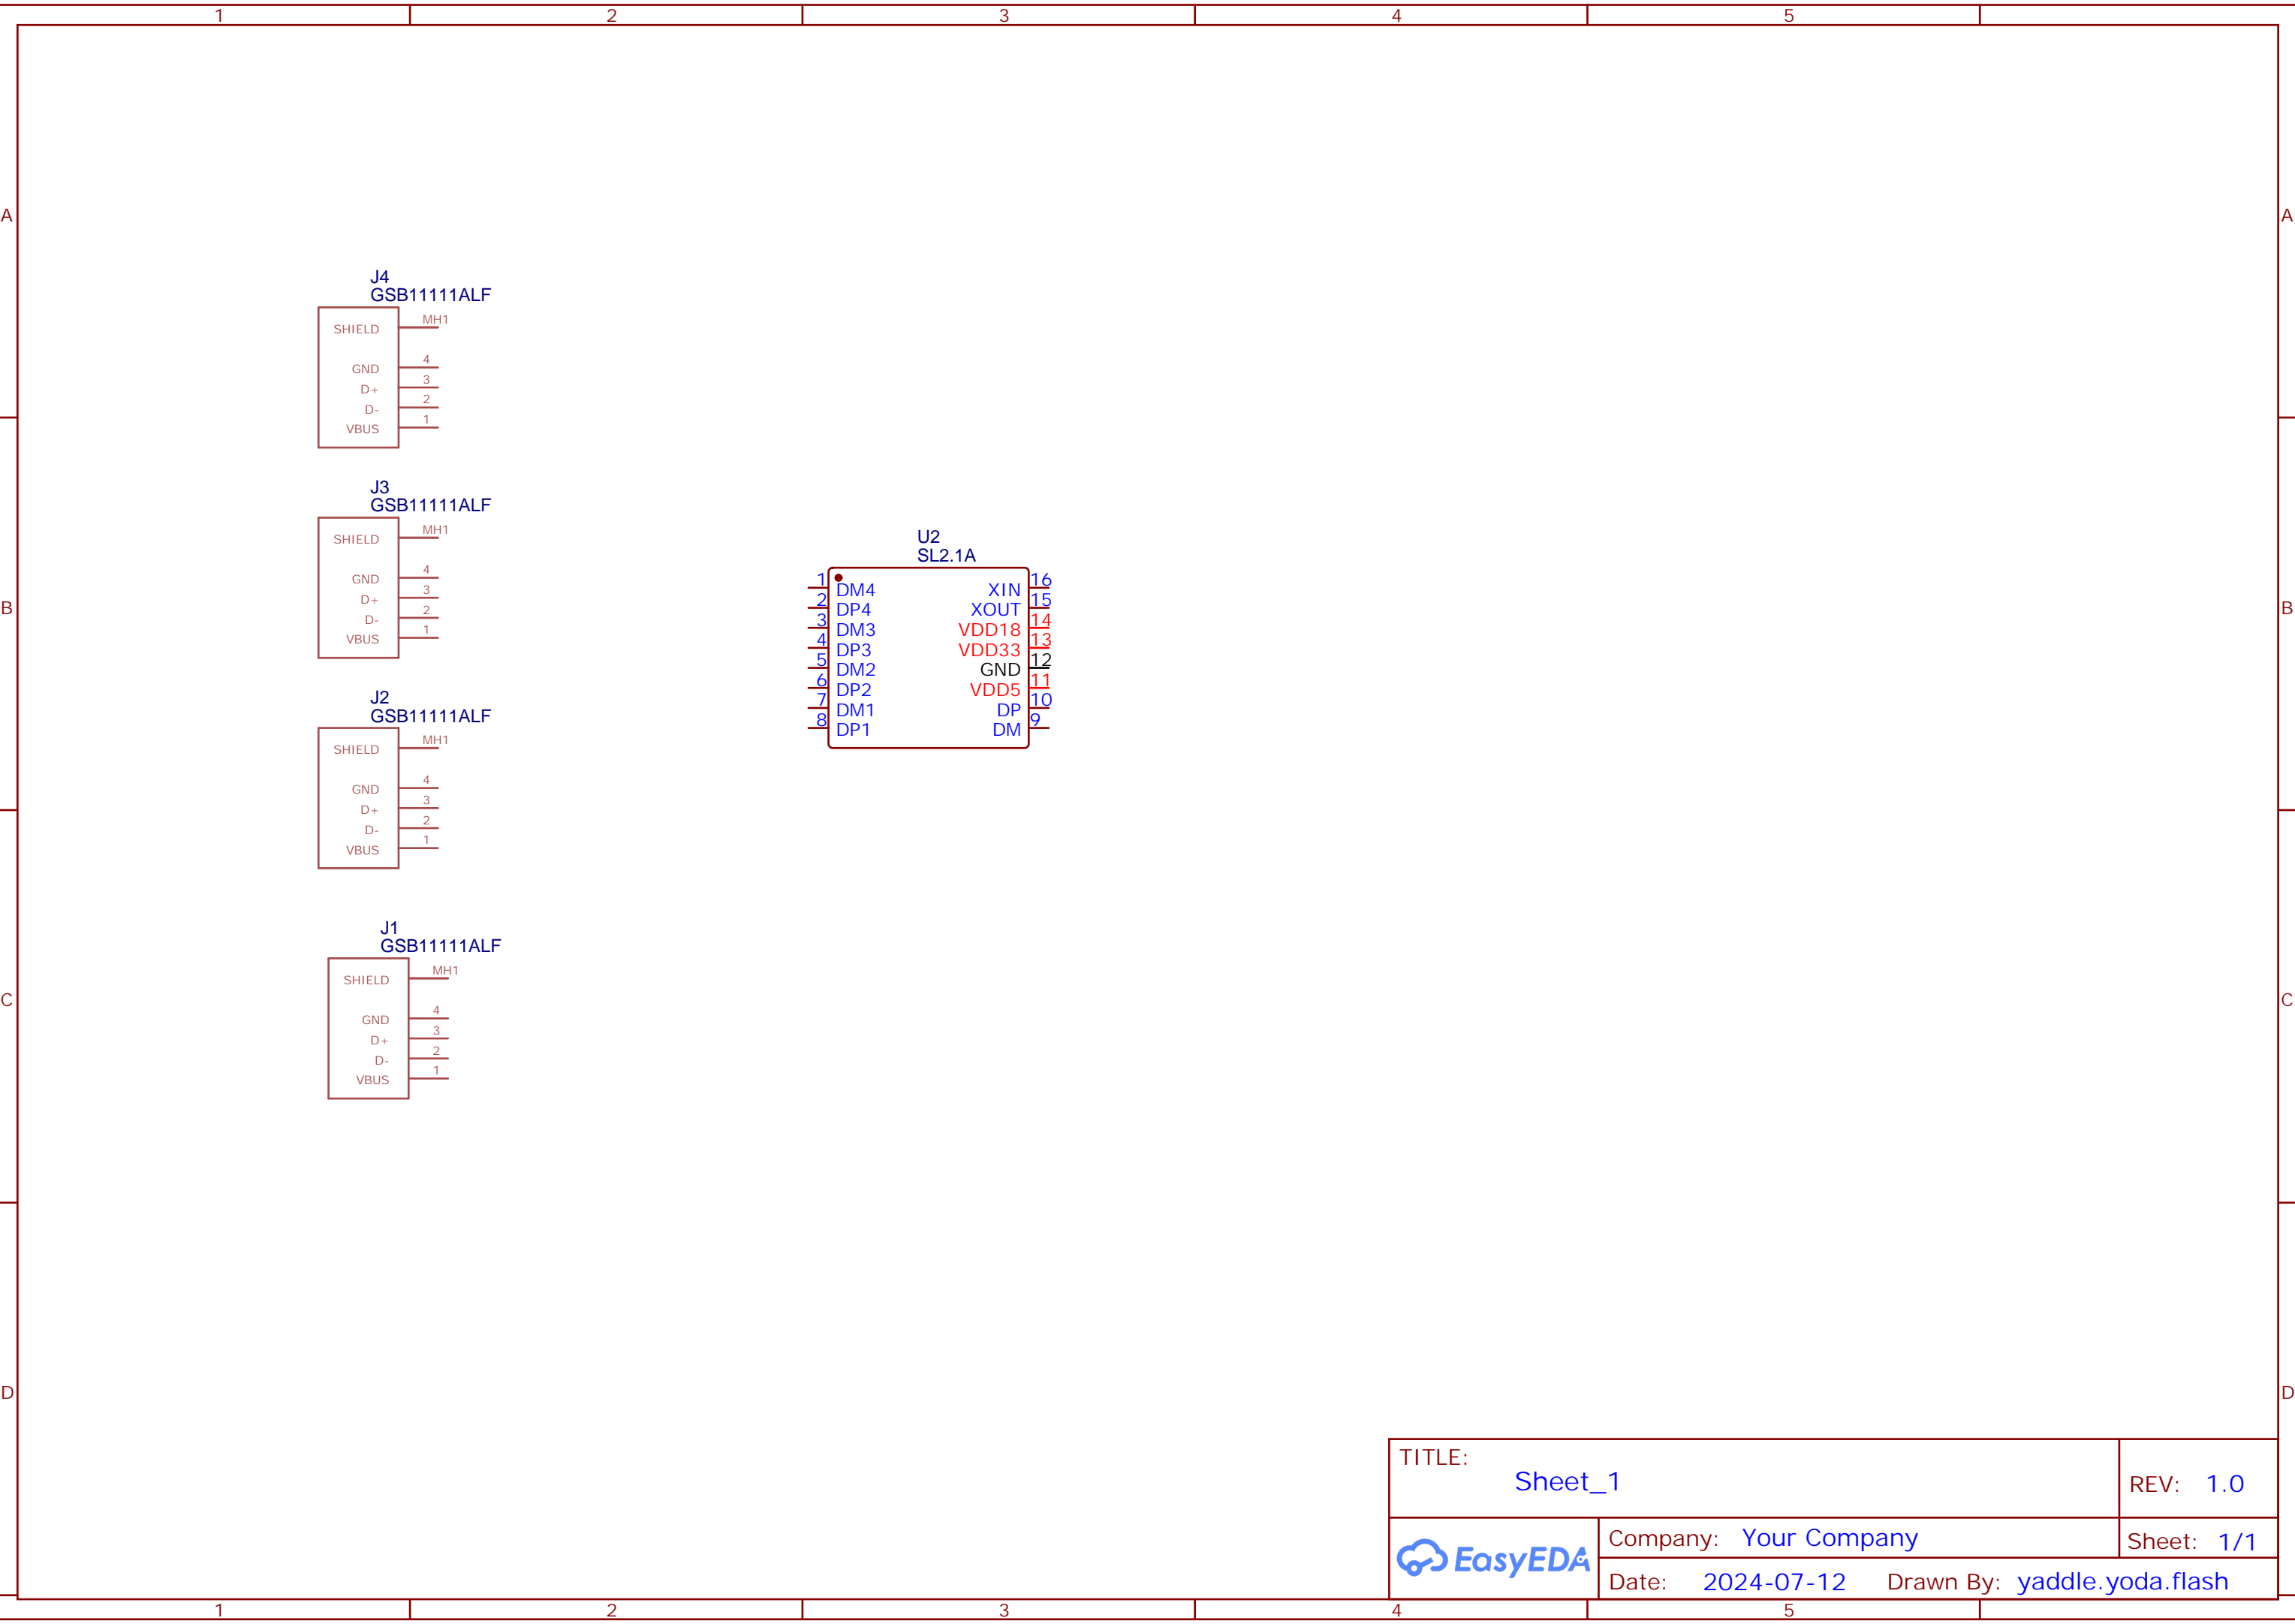 1 2 3 4 5
A A
J4
GSB11111ALF
SHIELD MH1
GND 4
D+ 3
D- 2
VBUS 1
J3
GSB11111ALF
SHIELD MH1
GND 4
D+ 3
D- 2
VBUS 1
U2
SL2.1A
1 DM4 XIN 16
2 DP4 XOUT 15
3 DM3 VDD18 14
4 DP3 VDD33 13
5 DM2 GND 12
6 DP2 VDD5 11
7 DM1 DP 10
8 DP1 DM 9
B B
J2
GSB11111ALF
SHIELD MH1
GND 4
D+ 3
D- 2
VBUS 1
J1
GSB11111ALF
SHIELD MH1
GND 4
D+ 3
D- 2
VBUS 1
C C
D D
TITLE:
Sheet_1
REV: 1.0
EasyEDA
Company: Your Company
Sheet: 1/1
Date: 2024-07-12 Drawn By: yaddle.yoda.flash
1 2 3 4 5